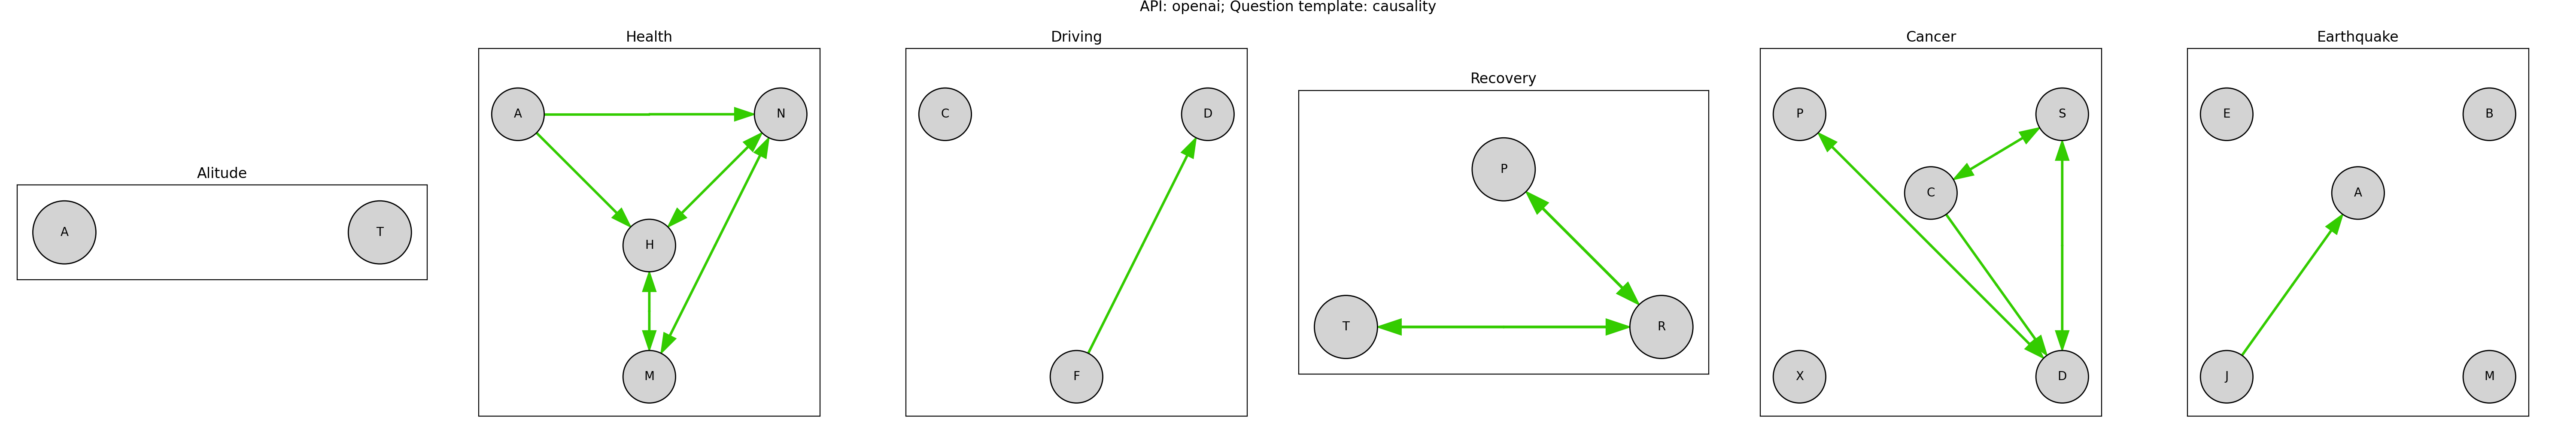 API: openai; Question template: causality
Alitude
A
T
Health
A
N
H
M
Driving
C
D
F
Recovery
P
T
R
Cancer
P
S
C
X
D
Earthquake
E
B
A
J
M